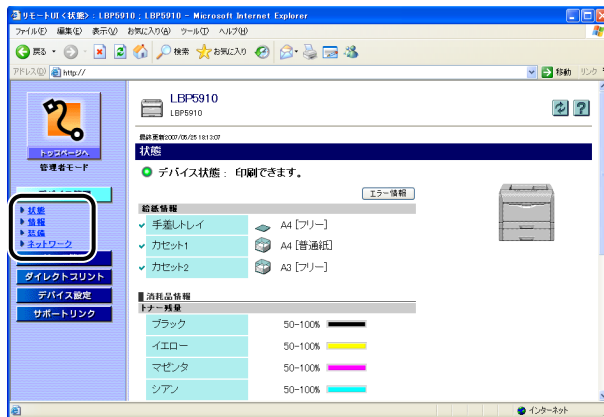 リモートUI <状態> : LBP5910 ; LBP5910 - Microsoft Internet Explorer
ファイル(F) 編集(E) 表示(V) お気に入り(A) ツール(T) ヘルプ(H)
戻る 検索 お気に入り
アドレス(D) http:// 移動 リンク
LBP5910
LBP5910
最終更新2007/05/25 18:13:07
トップページへ
管理者モード
状態
デバイス状態 : 印刷できます。
エラー情報
状態
情報
装備
ネットワーク
ダイレクトプリント
デバイス設定
サポートリンク
給紙情報
手差しトレイ A4 [フリー]
カセット1 A4 [普通紙]
カセット2 A3 [フリー]
消耗品情報
トナー残量
ブラック 50-100%
イエロー 50-100%
マゼンタ 50-100%
シアン 50-100%
インターネット